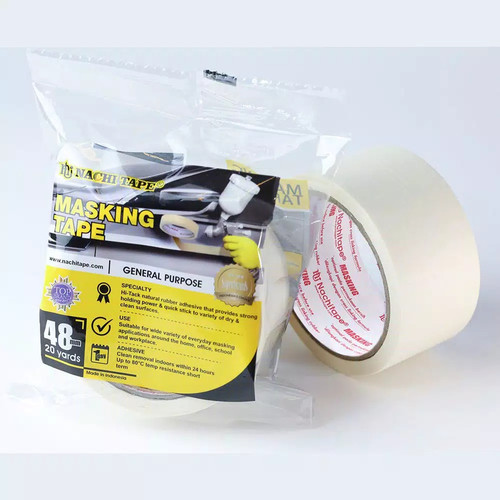 NACHI TAPE®
MASKING
TAPE
www.nachitape.com
GENERAL PURPOSE
SPECIALTY
Hi-Tack natural rubber adhesive that provides strong
holding power & quick stick to variety of dry &
clean surfaces.
USE
Suitable for wide variety of everyday masking
applications around the home, office, school
and workplace.
ADHESIVE
Clean removal indoors within 24 hours
Up to 80°C temp resistance short
term
TOP
48
20 yards
Made in Indonesia
Nachitape®
MASKING